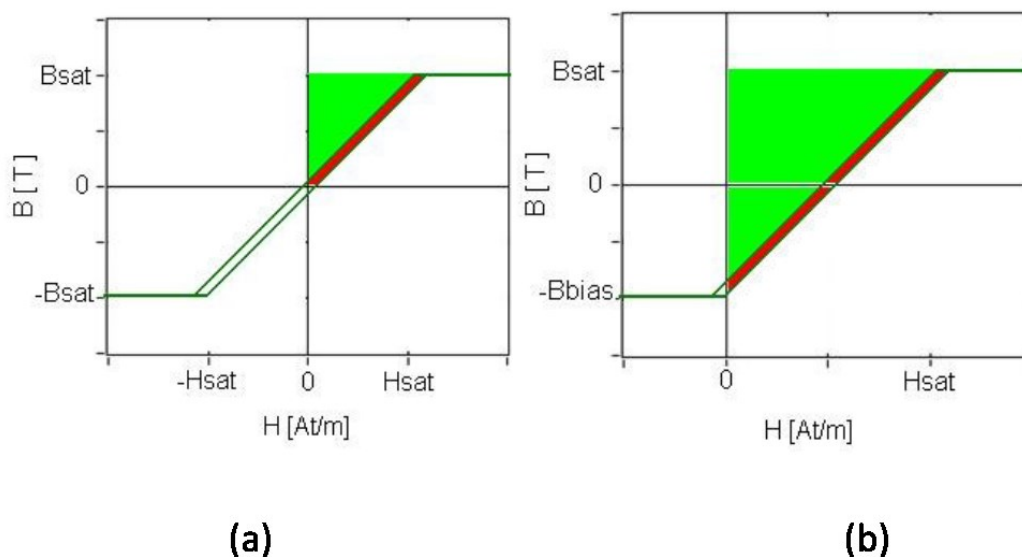 Bsat
B [T]
0
-Bsat
-Hsat
0
Hsat
H [At/m]
(a)
Bsat
B [T]
0
-Bbias
0
Hsat
H [At/m]
(b)